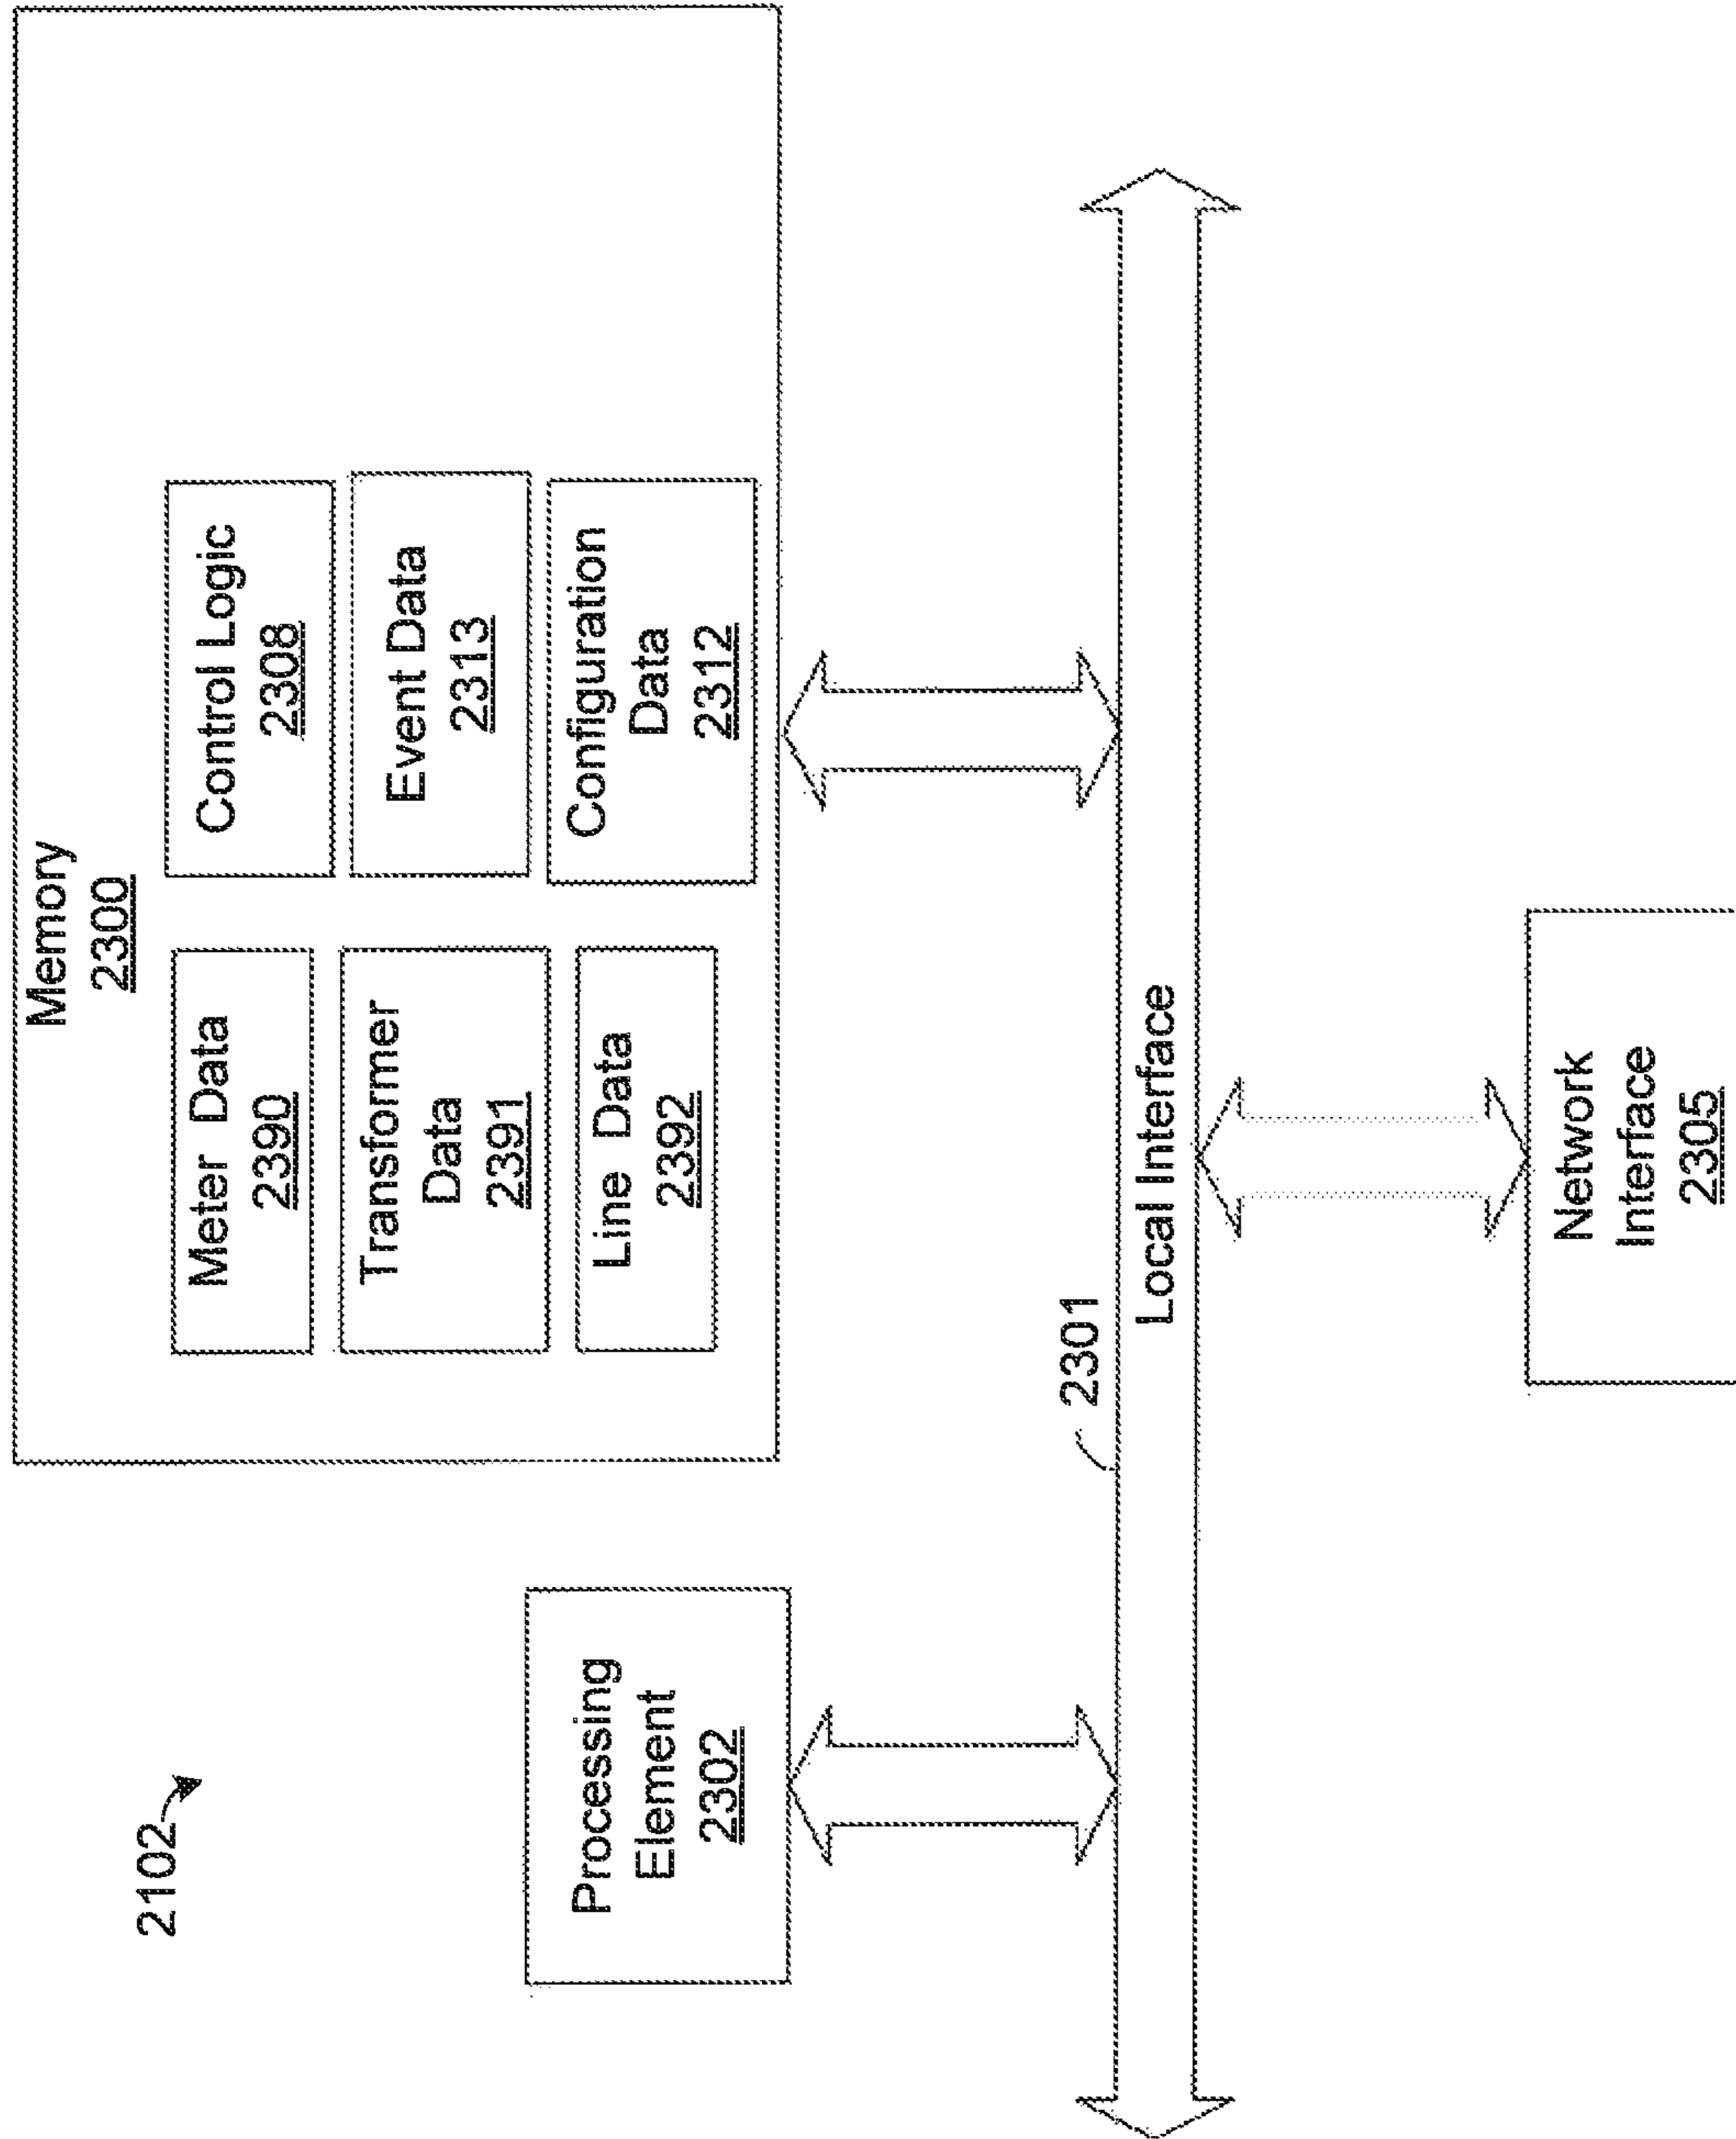 2102
Memory
2300
Meter Data
2390
Transformer
Data
2391
Line Data
2392
Control Logic
2308
Event Data
2313
Configuration
Data
2312
Processing
Element
2302
2301
Local Interface
Network
Interface
2305